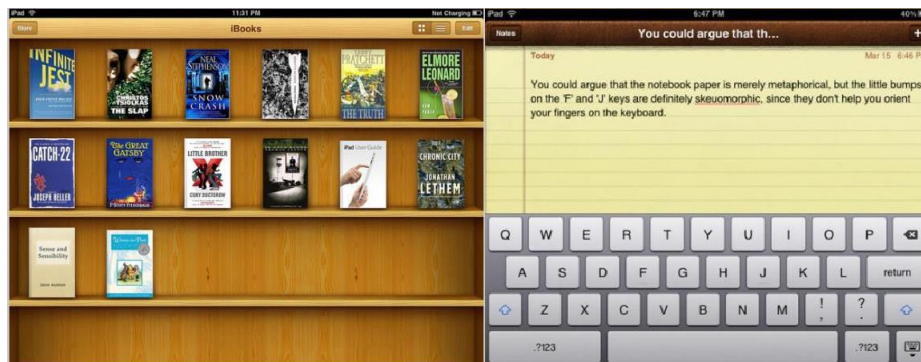 iPad
11:31 PM
Not Charging
Store
iBooks
Edit
INFINITE
JEST
CHRISTOS
TSIOLKAS
THE SLAP
NEAL
STEPHENSON
SNOW
CRASH
TERRY
PRATCHETT
THE TRUTH
ELMORE
LEONARD
CATCH-22
JOSEPH HELLER
The GREAT
GATSBY
LITTLE BROTHER
CORY DOCTOROW
iPad User Guide
CHRONIC CITY
JONATHAN
LETHEM
Sense and
Sensibility
iPad
6:47 PM
40%
Notes
You could argue that th...
+
Today
Mar 15 6:46 P
You could argue that the notebook paper is merely metaphorical, but the little bumps
on the 'F' and 'J' keys are definitely skeuomorphic, since they don't help you orient
your fingers on the keyboard.
Q W E R T Y U I O P
A S D F G H J K L return
Z X C V B N M ! , ? .
.?123 .?123